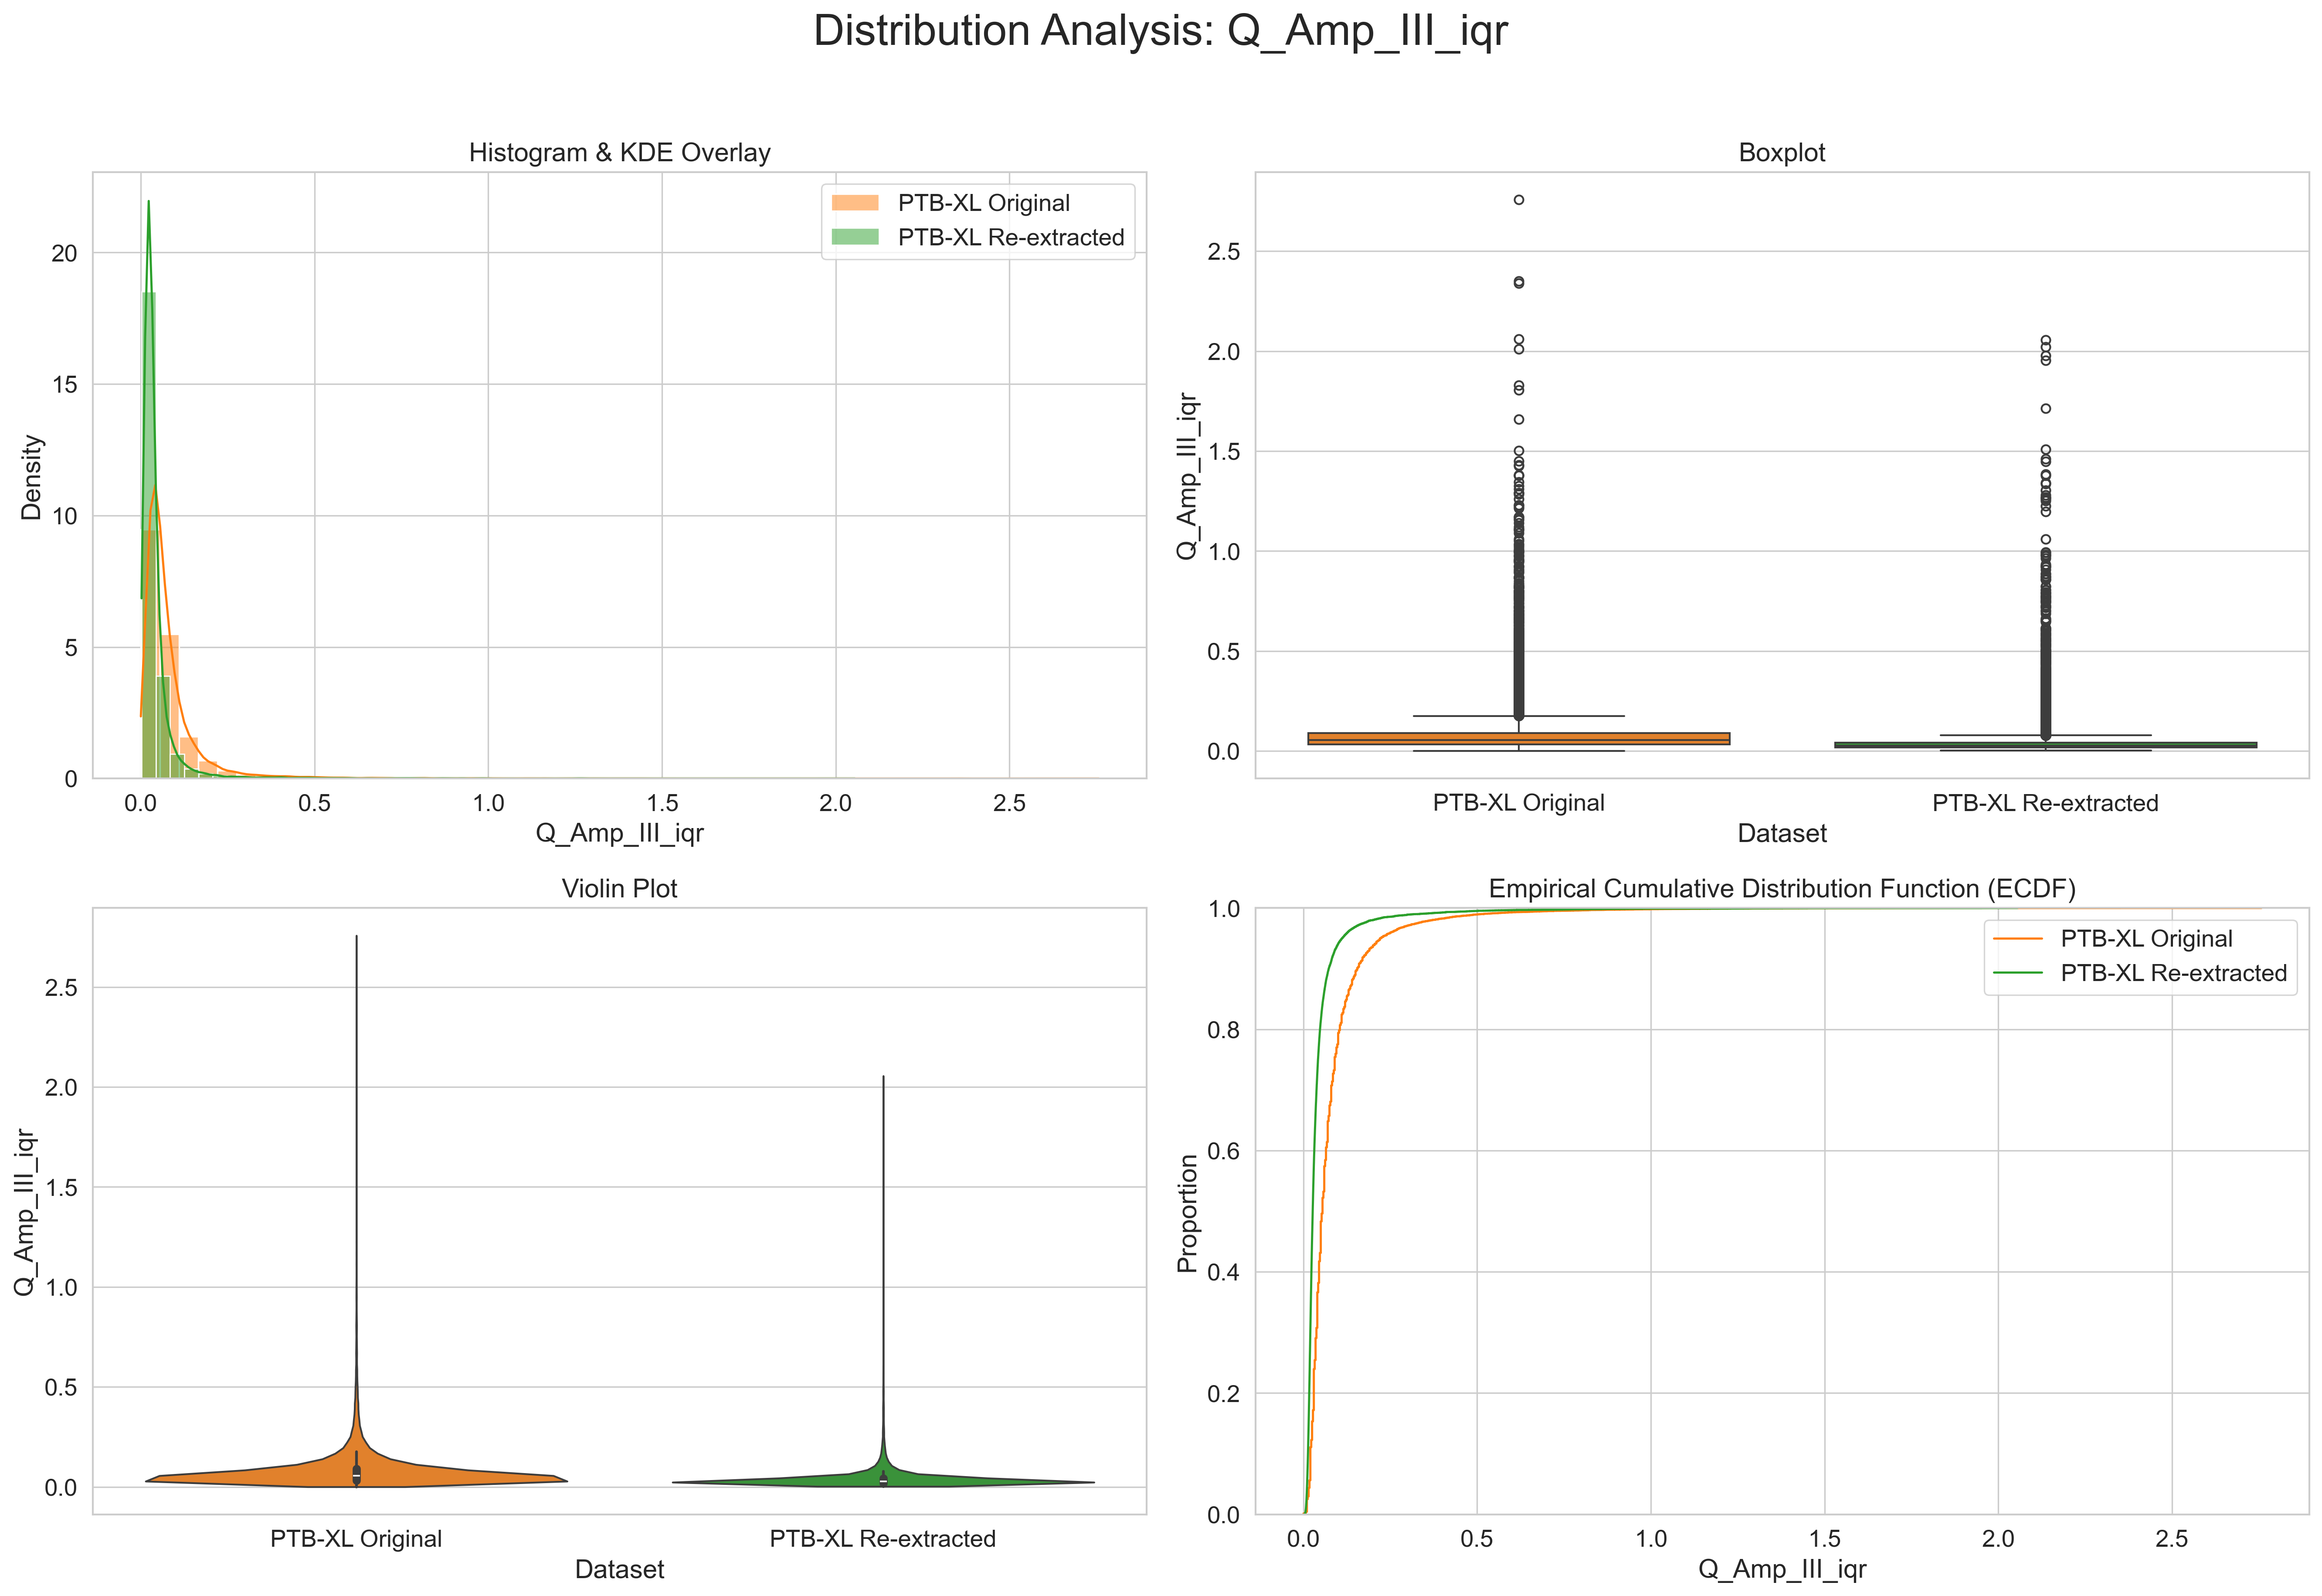 Distribution Analysis: Q_Amp_III_iqr
Histogram & KDE Overlay
PTB-XL Original
PTB-XL Re-extracted
Density
20
15
10
5
0
0.0 0.5 1.0 1.5 2.0 2.5
Q_Amp_III_iqr
Boxplot
Q_Amp_III_iqr
2.5
2.0
1.5
1.0
0.5
0.0
PTB-XL Original PTB-XL Re-extracted
Dataset
Violin Plot
Q_Amp_III_iqr
2.5
2.0
1.5
1.0
0.5
0.0
PTB-XL Original PTB-XL Re-extracted
Dataset
Empirical Cumulative Distribution Function (ECDF)
PTB-XL Original
PTB-XL Re-extracted
Proportion
1.0
0.8
0.6
0.4
0.2
0.0
0.0 0.5 1.0 1.5 2.0 2.5
Q_Amp_III_iqr